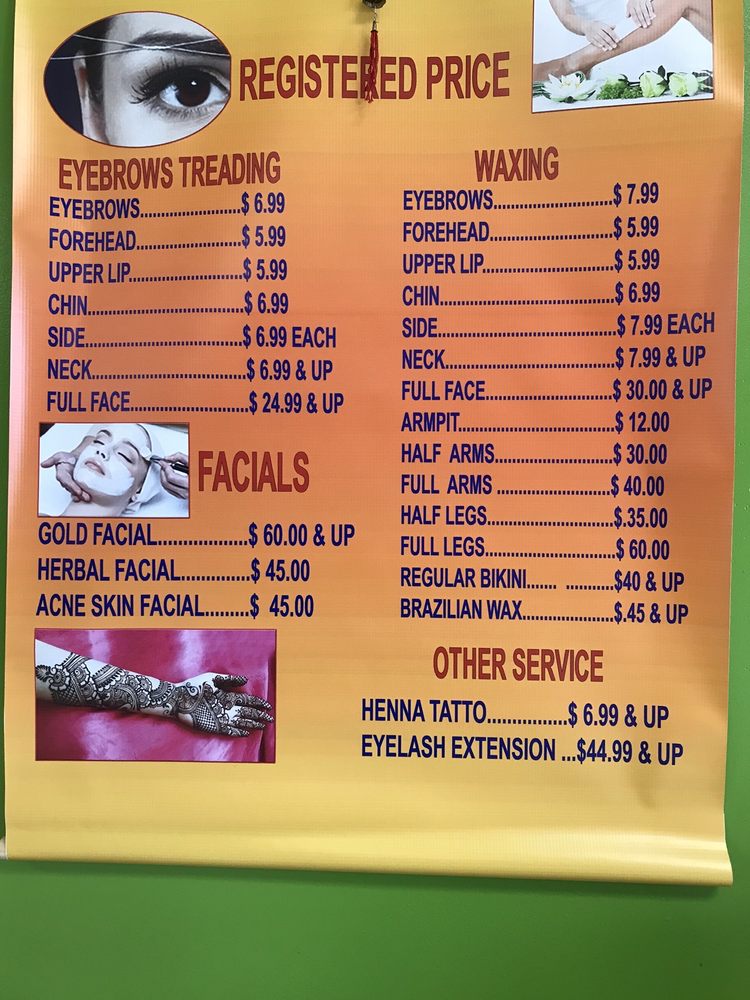 REGISTERED PRICE
EYEBROWS TREADING
EYEBROWS........................$ 6.99
FOREHEAD.........................$ 5.99
UPPER LIP...........................$ 5.99
CHIN.....................................$ 6.99
SIDE......................................$ 6.99 EACH
NECK.....................................$ 6.99 & UP
FULL FACE............................$ 24.99 & UP
FACIALS
GOLD FACIAL..................$ 60.00 & UP
HERBAL FACIAL..............$ 45.00
ACNE SKIN FACIAL.........$ 45.00
WAXING
EYEBROWS............................$ 7.99
FOREHEAD.............................$ 5.99
UPPER LIP...............................$ 5.99
CHIN.........................................$ 6.99
SIDE..........................................$ 7.99 EACH
NECK........................................$ 7.99 & UP
FULL FACE..............................$ 30.00 & UP
ARMPIT.....................................$ 12.00
HALF ARMS............................$ 30.00
FULL ARMS ...........................$ 40.00
HALF LEGS..............................$.35.00
FULL LEGS...............................$ 60.00
REGULAR BIKINI....... ...........$40 & UP
BRAZILIAN WAX.....................$.45 & UP
OTHER SERVICE
HENNA TATTO................$ 6.99 & UP
EYELASH EXTENSION ...$44.99 & UP